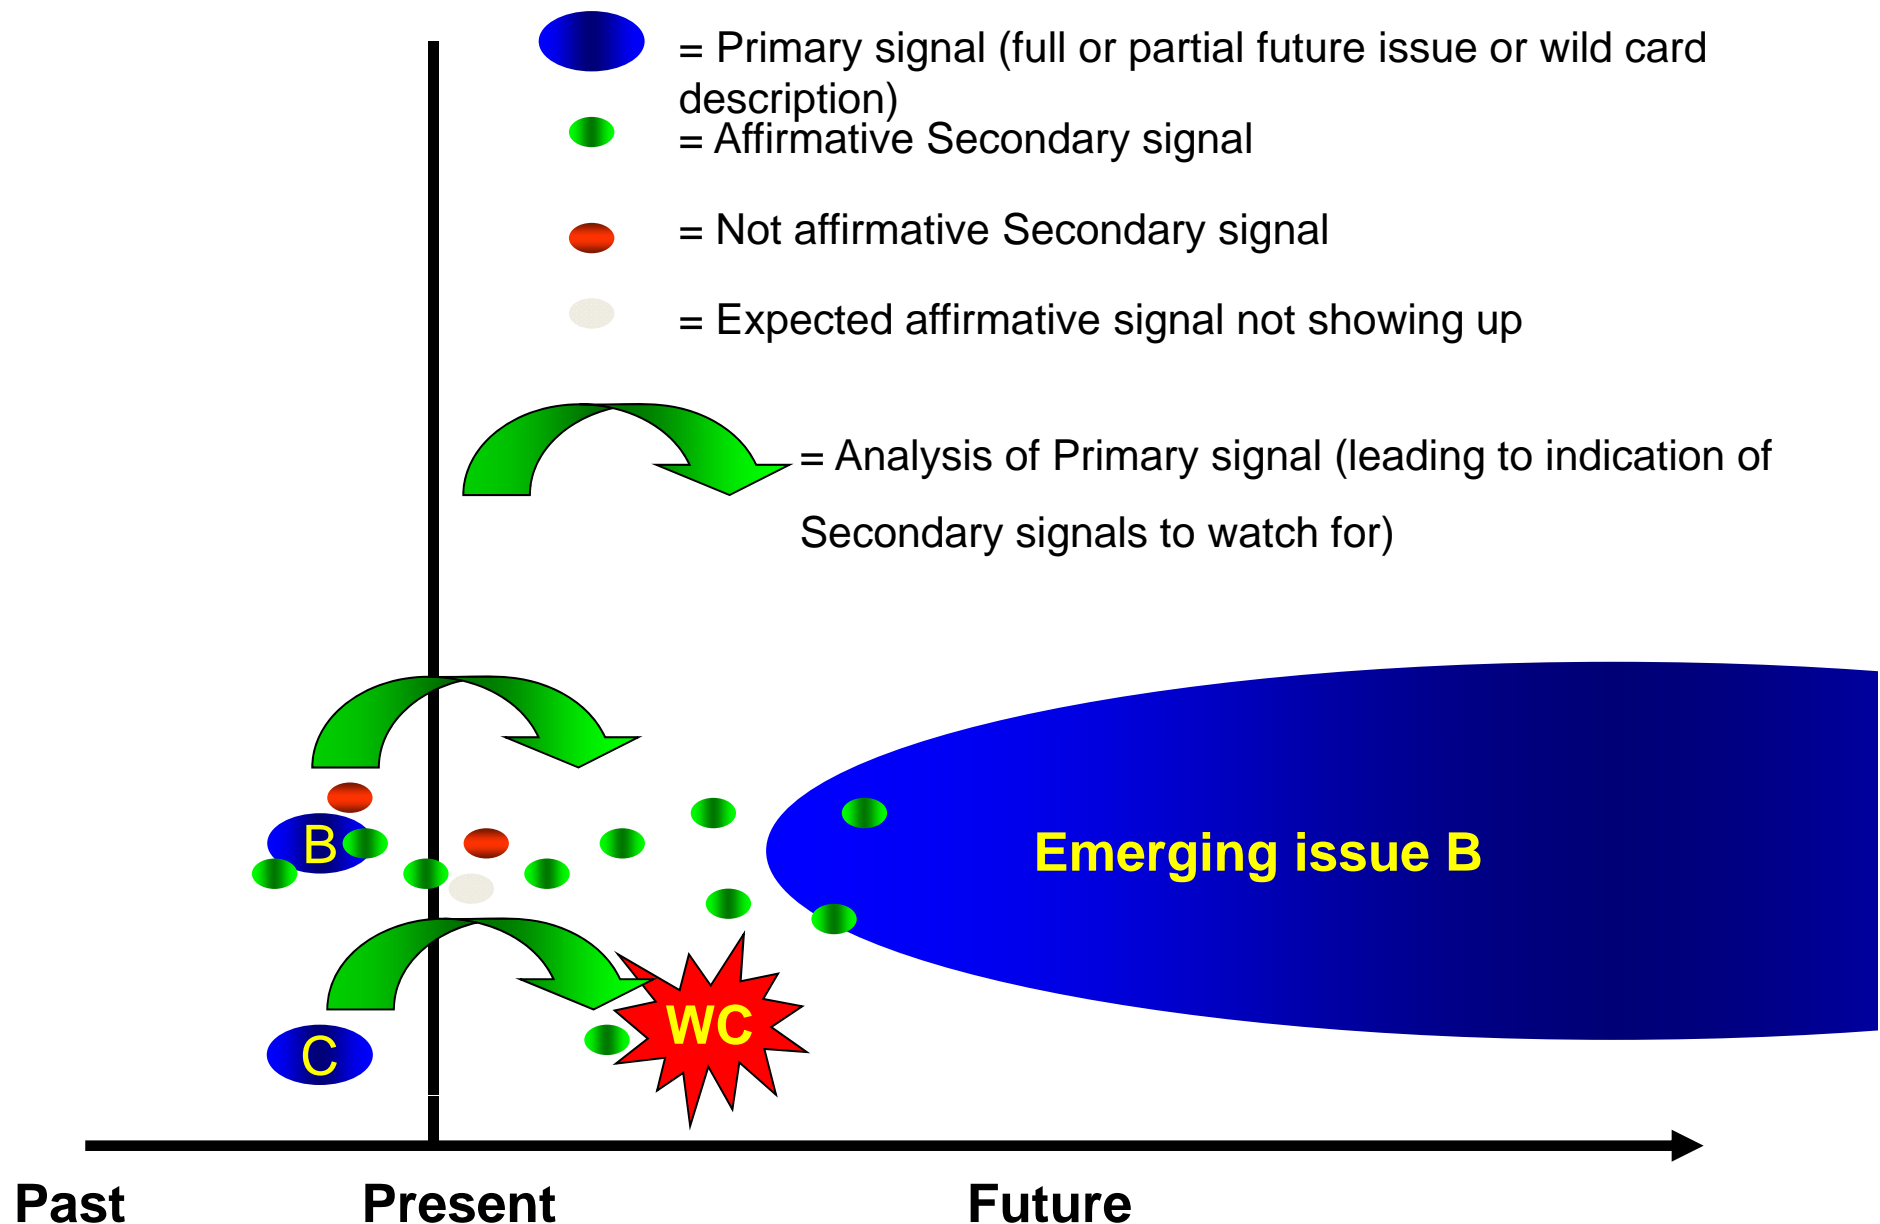 = Primary signal (full or partial future issue or wild card
description)
= Affirmative Secondary signal
= Not affirmative Secondary signal
= Expected affirmative signal not showing up
= Analysis of Primary signal (leading to indication of
Secondary signals to watch for)
B
Emerging issue B
WC
C
Past
Present
Future